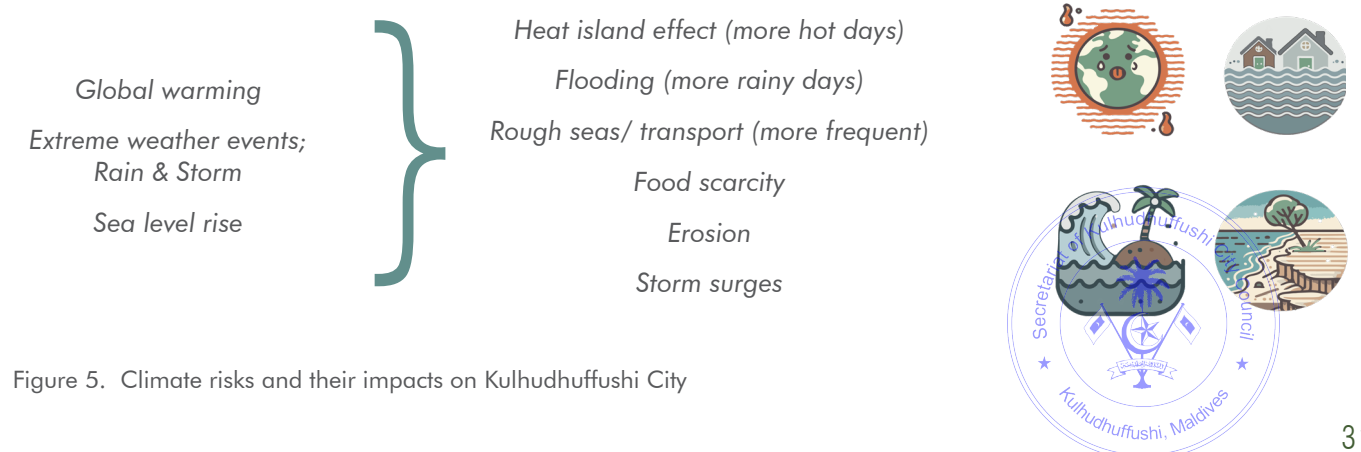 Global warming
Extreme weather events;
Rain & Storm
Sea level rise
Heat island effect (more hot days)
Flooding (more rainy days)
Rough seas/ transport (more frequent)
Food scarcity
Erosion
Storm surges
Secretariat of Kulhudhuffushi City Council
Kulhudhuffushi, Maldives
Figure 5. Climate risks and their impacts on Kulhudhuffushi City
3